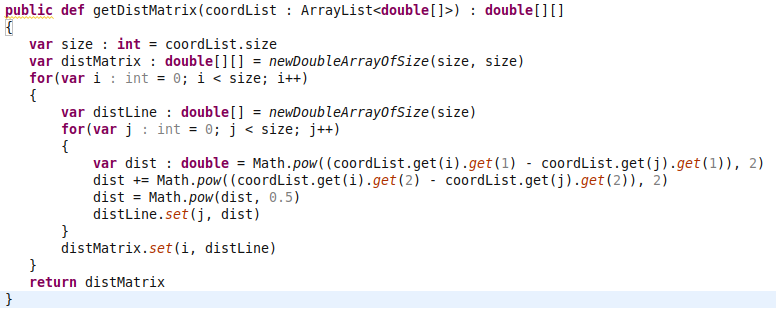 public def getDistMatrix(coordList : ArrayList<double[]>) : double[][]
{
    var size : int = coordList.size
    var distMatrix : double[][] = newDoubleArrayOfSize(size, size)
    for(var i : int = 0; i < size; i++)
    {
        var distLine : double[] = newDoubleArrayOfSize(size)
        for(var j : int = 0; j < size; j++)
        {
            var dist : double = Math.pow((coordList.get(i).get(1) - coordList.get(j).get(1)), 2)
            dist += Math.pow((coordList.get(i).get(2) - coordList.get(j).get(2)), 2)
            dist = Math.pow(dist, 0.5)
            distLine.set(j, dist)
        }
        distMatrix.set(i, distLine)
    }
    return distMatrix
}